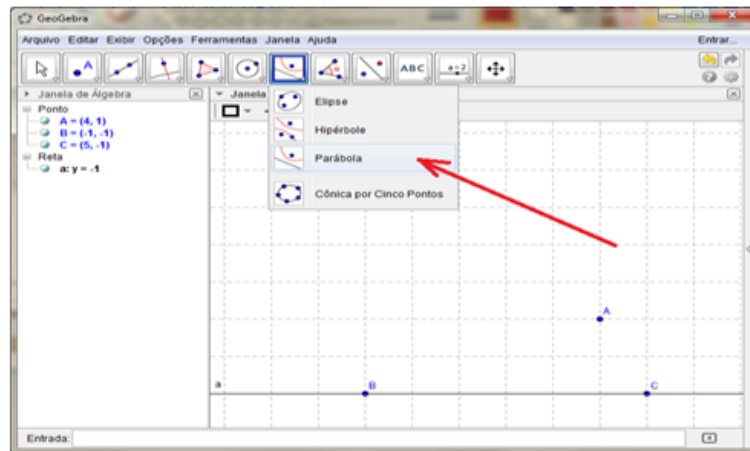 GeoGebra
Arquivo Editar Exibir Opções Ferramentas Janela Ajuda
Entrar...
ABC
a=2
Janela de Álgebra
Ponto
A = (4, 1)
B = (-1, -1)
C = (5, -1)
Reta
a: y = -1
Janela
Elipse
Hipérbole
Parábola
Cônica por Cinco Pontos
A
a
B
C
Entrada: